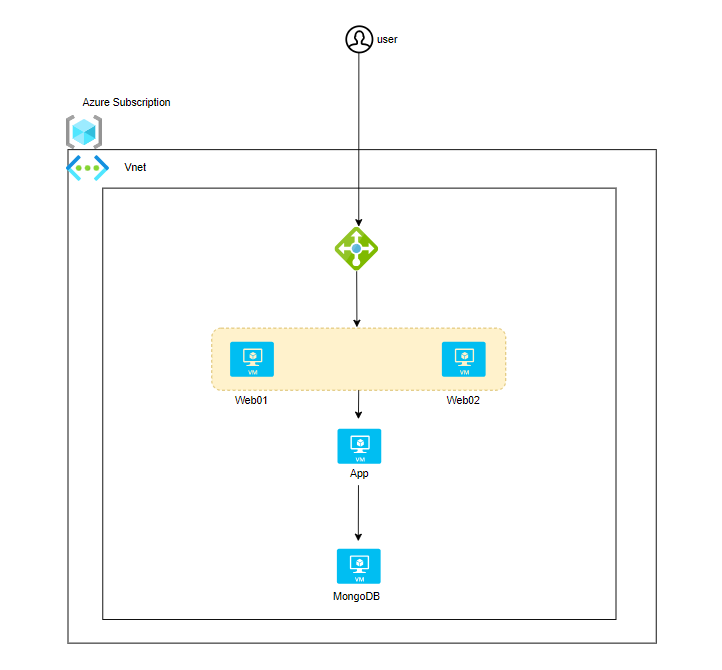 user
Azure Subscription
Vnet
VM
VM
Web01
Web02
VM
App
VM
MongoDB